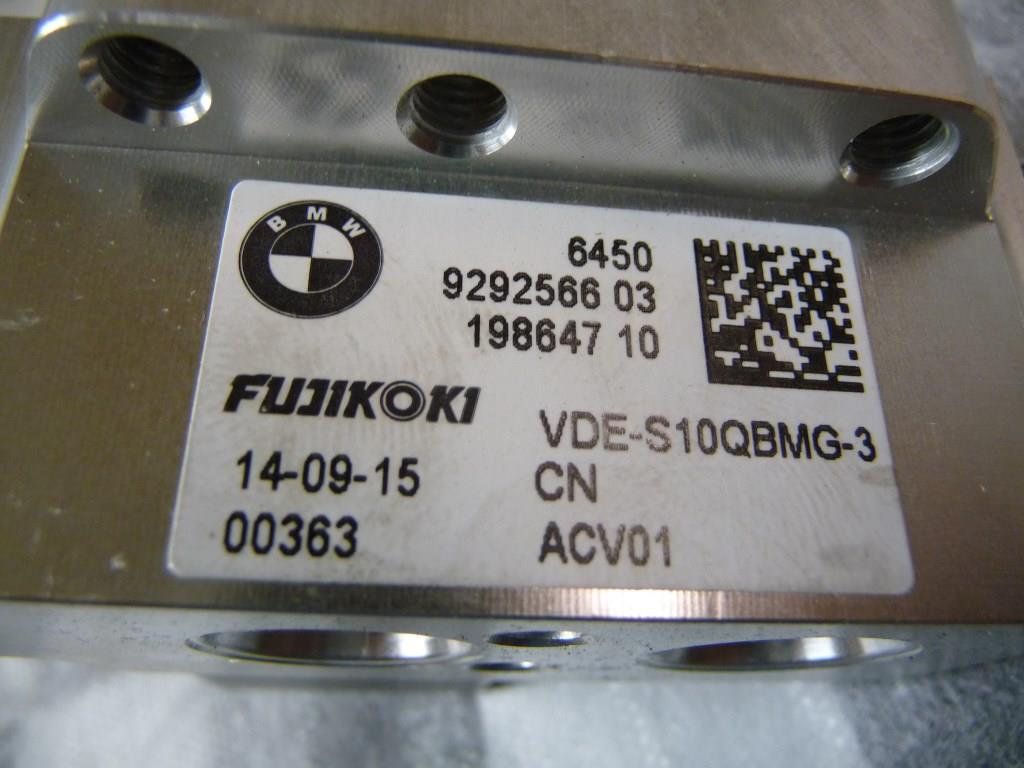 BMW
6450
9292566 03
198647 10
FUJIKOKI
VDE-S10QBMG-3
14-09-15
CN
00363
ACV01